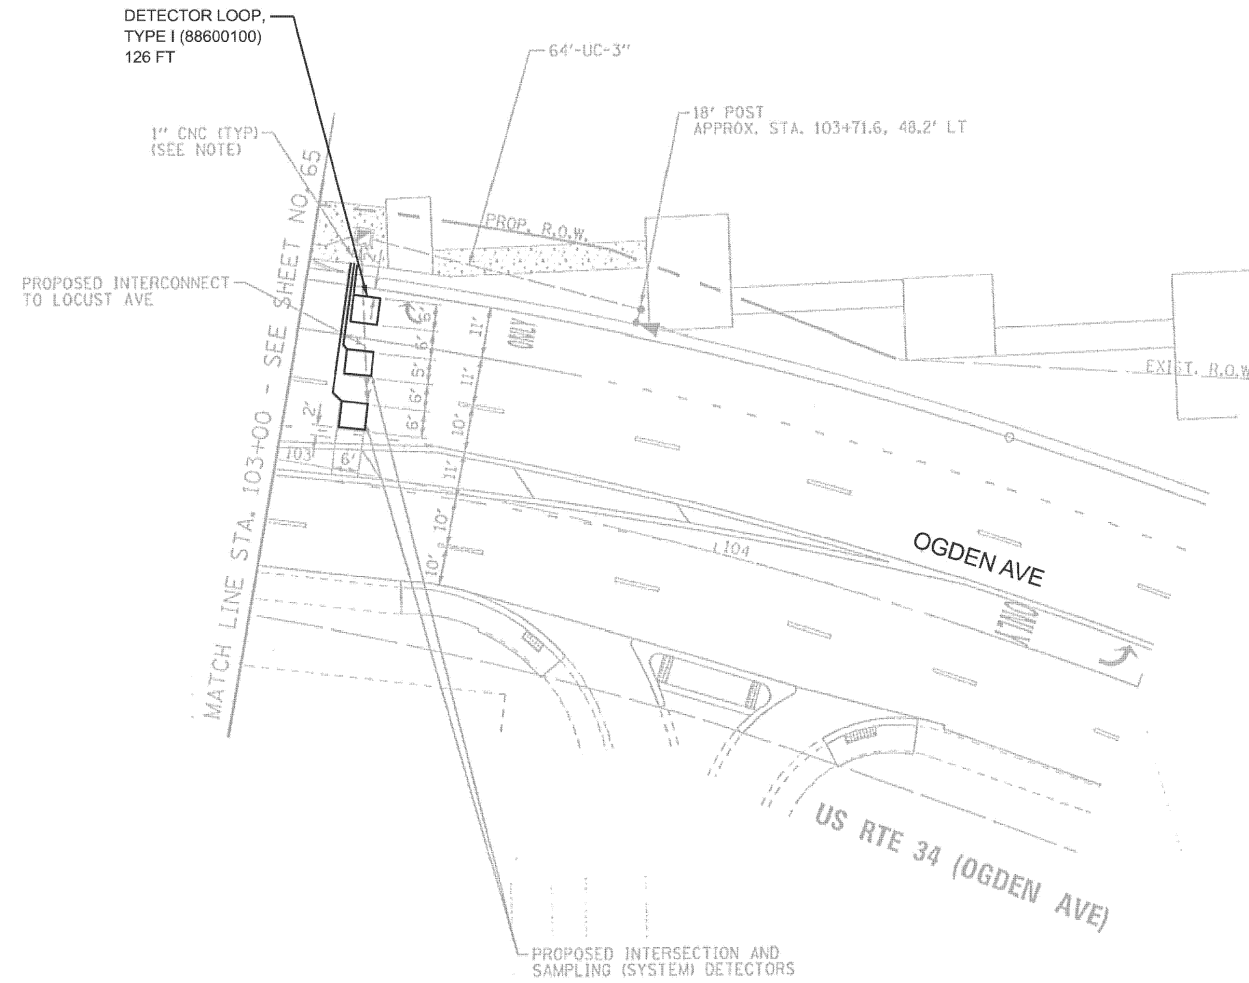 DETECTOR LOOP,
TYPE I (88600100)
126 FT
64'-UC-3"
18' POST
APPROX. STA. 103+71.6, 48.2' LT
1" CNC (TYP)
(SEE NOTE)
PROP. R.O.W.
PROPOSED INTERCONNECT
TO LOCUST AVE
MATCH LINE STA. 103+00 - SEE SHEET NO. 65
EXIST. R.O.W.
ONLY
6'
6'
5'
6'
6'
11'
11'
10'
11'
10'
10'
2'
103
6'
L104
OGDEN AVE
ONLY
US RTE 34 (OGDEN AVE)
PROPOSED INTERSECTION AND
SAMPLING (SYSTEM) DETECTORS